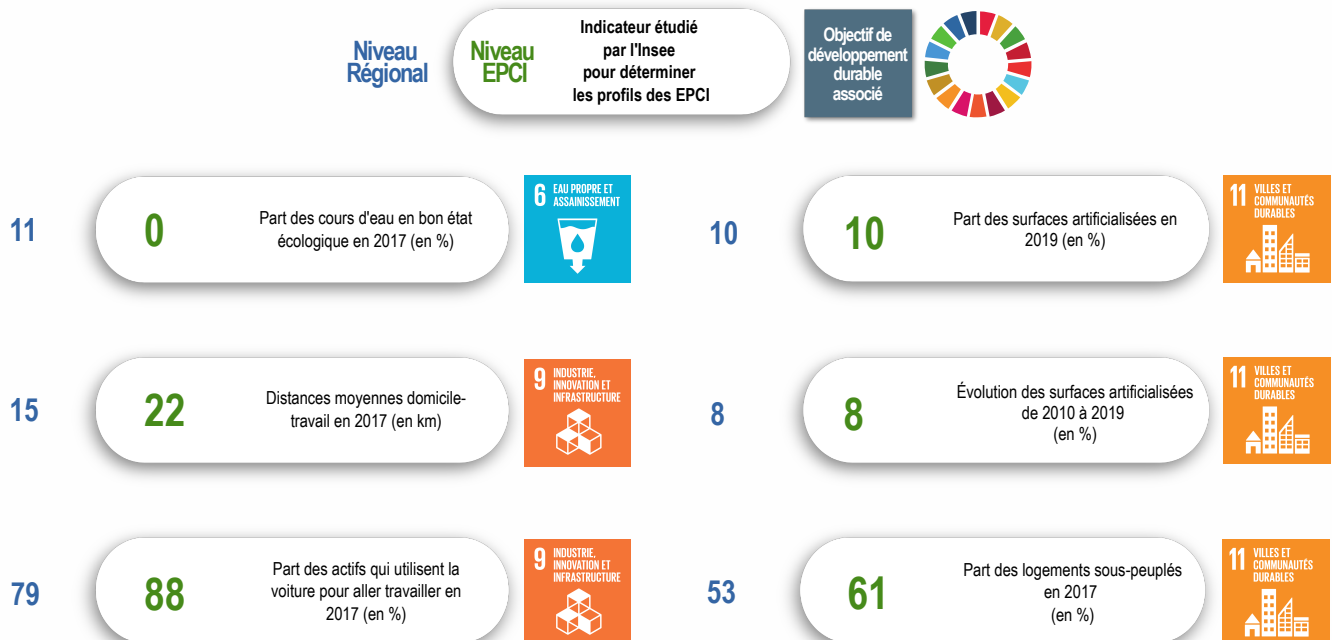 Niveau
Régional
Niveau
EPCI
Indicateur étudié
par l'Insee
pour déterminer
les profils des EPCI
Objectif de
développement
durable
associé
11
0
Part des cours d'eau en bon état
écologique en 2017 (en %)
6 EAU PROPRE ET
ASSAINISSEMENT
10
10
Part des surfaces artificialisées en
2019 (en %)
11 VILLES ET
COMMUNAUTÉS
DURABLES
15
22
Distances moyennes domicile-
travail en 2017 (en km)
9 INDUSTRIE,
INNOVATION ET
INFRASTRUCTURE
8
8
Évolution des surfaces artificialisées
de 2010 à 2019
(en %)
11 VILLES ET
COMMUNAUTÉS
DURABLES
79
88
Part des actifs qui utilisent la
voiture pour aller travailler en
2017 (en %)
9 INDUSTRIE,
INNOVATION ET
INFRASTRUCTURE
53
61
Part des logements sous-peuplés
en 2017
(en %)
11 VILLES ET
COMMUNAUTÉS
DURABLES